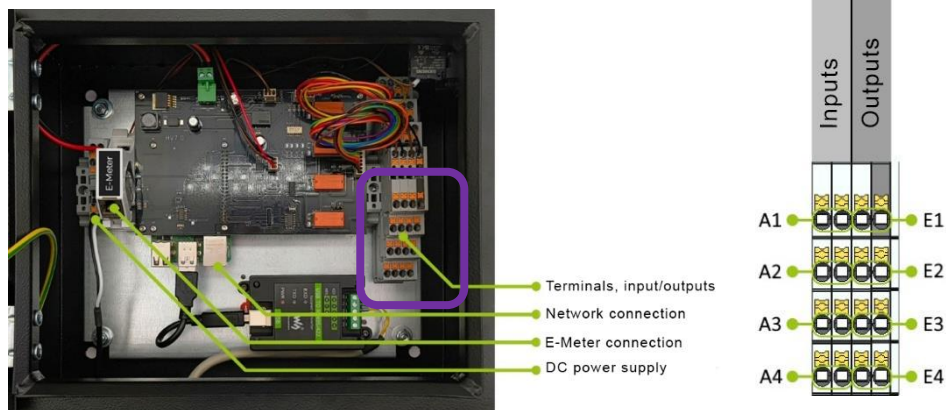 E-Meter
Terminals, input/outputs
Network connection
E-Meter connection
DC power supply
Inputs
Outputs
A1
E1
A2
E2
A3
E3
A4
E4